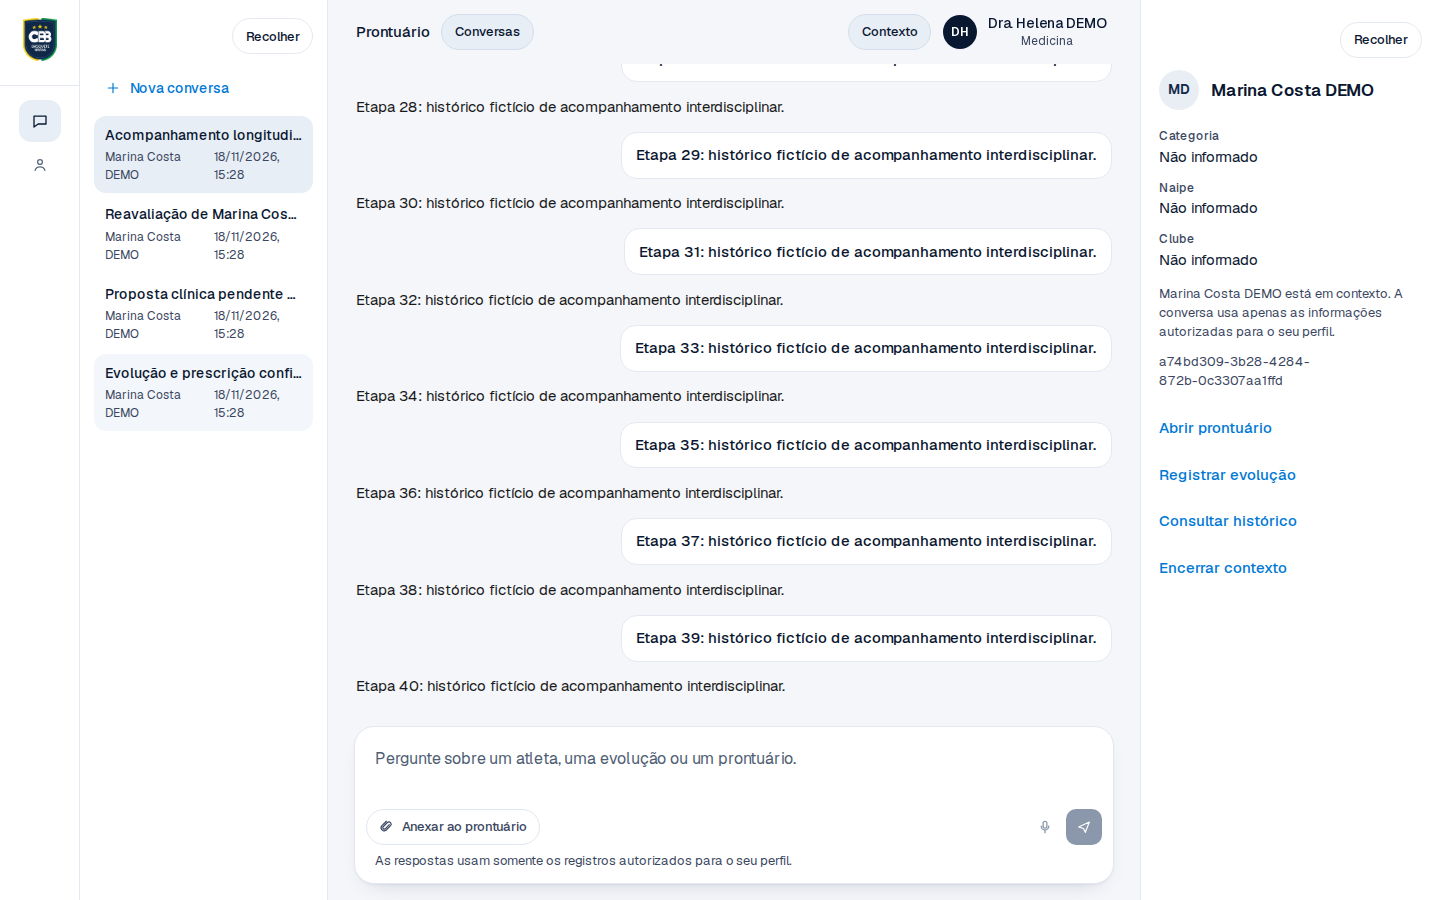 CBB
Recolher
Nova conversa
Acompanhamento longitudi...
Marina Costa DEMO
18/11/2026, 15:28
Reavaliação de Marina Cos...
Marina Costa DEMO
18/11/2026, 15:28
Proposta clínica pendente ...
Marina Costa DEMO
18/11/2026, 15:28
Evolução e prescrição confi...
Marina Costa DEMO
18/11/2026, 15:28
Prontuário
Conversas
Contexto
DH
Dra. Helena DEMO
Medicina
Etapa 28: histórico fictício de acompanhamento interdisciplinar.
Etapa 29: histórico fictício de acompanhamento interdisciplinar.
Etapa 30: histórico fictício de acompanhamento interdisciplinar.
Etapa 31: histórico fictício de acompanhamento interdisciplinar.
Etapa 32: histórico fictício de acompanhamento interdisciplinar.
Etapa 33: histórico fictício de acompanhamento interdisciplinar.
Etapa 34: histórico fictício de acompanhamento interdisciplinar.
Etapa 35: histórico fictício de acompanhamento interdisciplinar.
Etapa 36: histórico fictício de acompanhamento interdisciplinar.
Etapa 37: histórico fictício de acompanhamento interdisciplinar.
Etapa 38: histórico fictício de acompanhamento interdisciplinar.
Etapa 39: histórico fictício de acompanhamento interdisciplinar.
Etapa 40: histórico fictício de acompanhamento interdisciplinar.
Pergunte sobre um atleta, uma evolução ou um prontuário.
Anexar ao prontuário
As respostas usam somente os registros autorizados para o seu perfil.
Recolher
MD
Marina Costa DEMO
Categoria
Não informado
Naipe
Não informado
Clube
Não informado
Marina Costa DEMO está em contexto. A
conversa usa apenas as informações
autorizadas para o seu perfil.
a74bd309-3b28-4284-
872b-0c3307aa1ffd
Abrir prontuário
Registrar evolução
Consultar histórico
Encerrar contexto